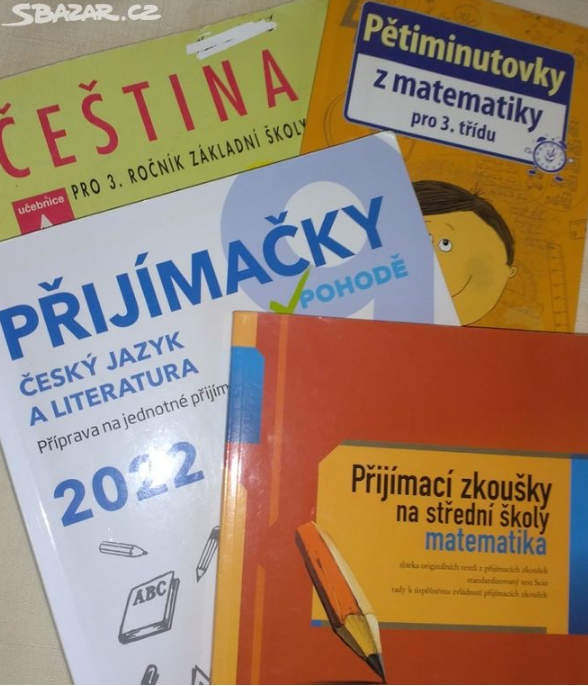 SBAZAR.CZ
ČEŠTINA
PRO 3. ROČNÍK ZÁKLADNÍ ŠKOLY
učebnice
Pětiminutovky
z matematiky
pro 3. třídu
9
PŘIJÍMAČKY
POHODĚ
ČESKÝ JAZYK
A LITERATURA
Příprava na jednotné přijím
2022
ABC
Přijímací zkoušky
na střední školy
matematika
sbírka originálních testů z přijímacích zkoušek
standardizovaný test Scio
rady k úspěšnému zvládnutí přijímacích zkoušek